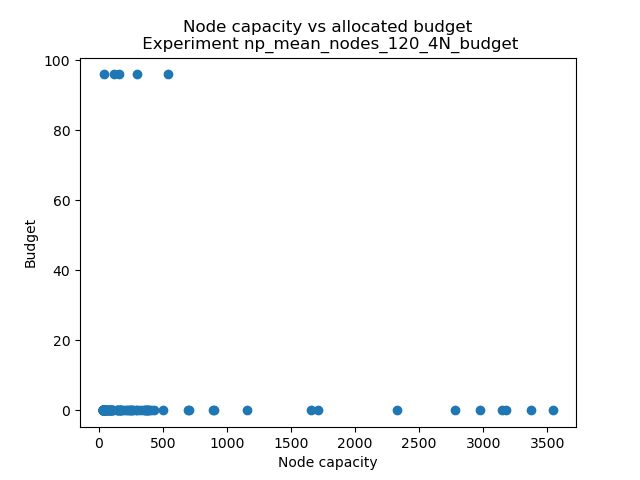 Node capacity vs allocated budget
Experiment np_mean_nodes_120_4N_budget
100
80
60
40
20
0
Budget
0 500 1000 1500 2000 2500 3000 3500
Node capacity